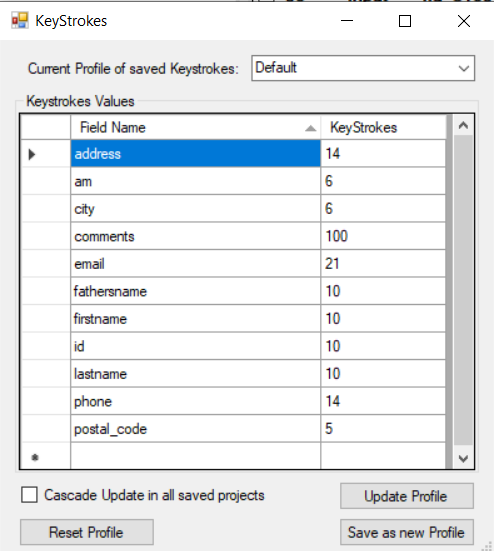 KeyStrokes
Current Profile of saved Keystrokes: Default
Keystrokes Values
Field Name KeyStrokes
address 14
am 6
city 6
comments 100
email 21
fathersname 10
firstname 10
id 10
lastname 10
phone 14
postal_code 5
Cascade Update in all saved projects
Update Profile
Reset Profile
Save as new Profile